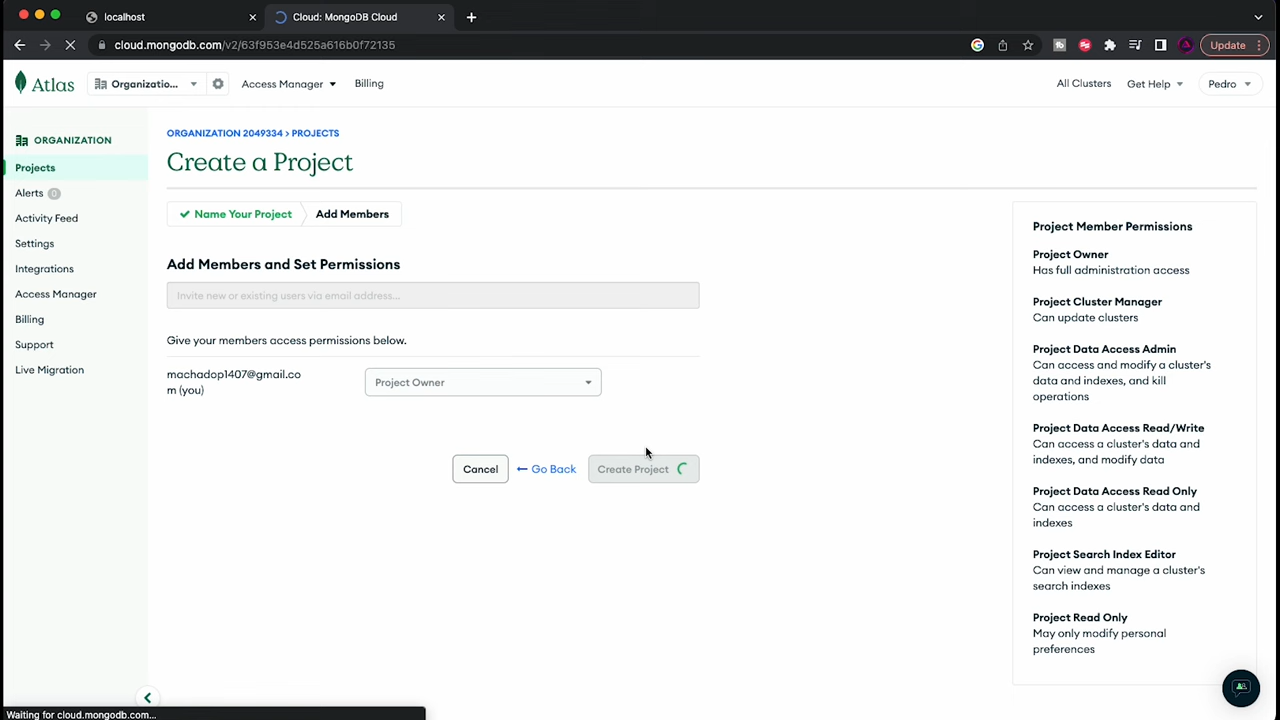 localhost
Cloud: MongoDB Cloud
cloud.mongodb.com/v2/63f953e4d525a616b0f72135
Update
Atlas
Organizatio...
Access Manager
Billing
All Clusters
Get Help
Pedro
ORGANIZATION
Projects
Alerts 0
Activity Feed
Settings
Integrations
Access Manager
Billing
Support
Live Migration
ORGANIZATION 2049334 > PROJECTS
Create a Project
Name Your Project
Add Members
Add Members and Set Permissions
Invite new or existing users via email address...
Give your members access permissions below.
machadop1407@gmail.co
m (you)
Project Owner
Cancel
Go Back
Create Project
Project Member Permissions
Project Owner
Has full administration access
Project Cluster Manager
Can update clusters
Project Data Access Admin
Can access and modify a cluster's
data and indexes, and kill
operations
Project Data Access Read/Write
Can access a cluster's data and
indexes, and modify data
Project Data Access Read Only
Can access a cluster's data and
indexes
Project Search Index Editor
Can view and manage a cluster's
search indexes
Project Read Only
May only modify personal
preferences
Waiting for cloud.mongodb.com...